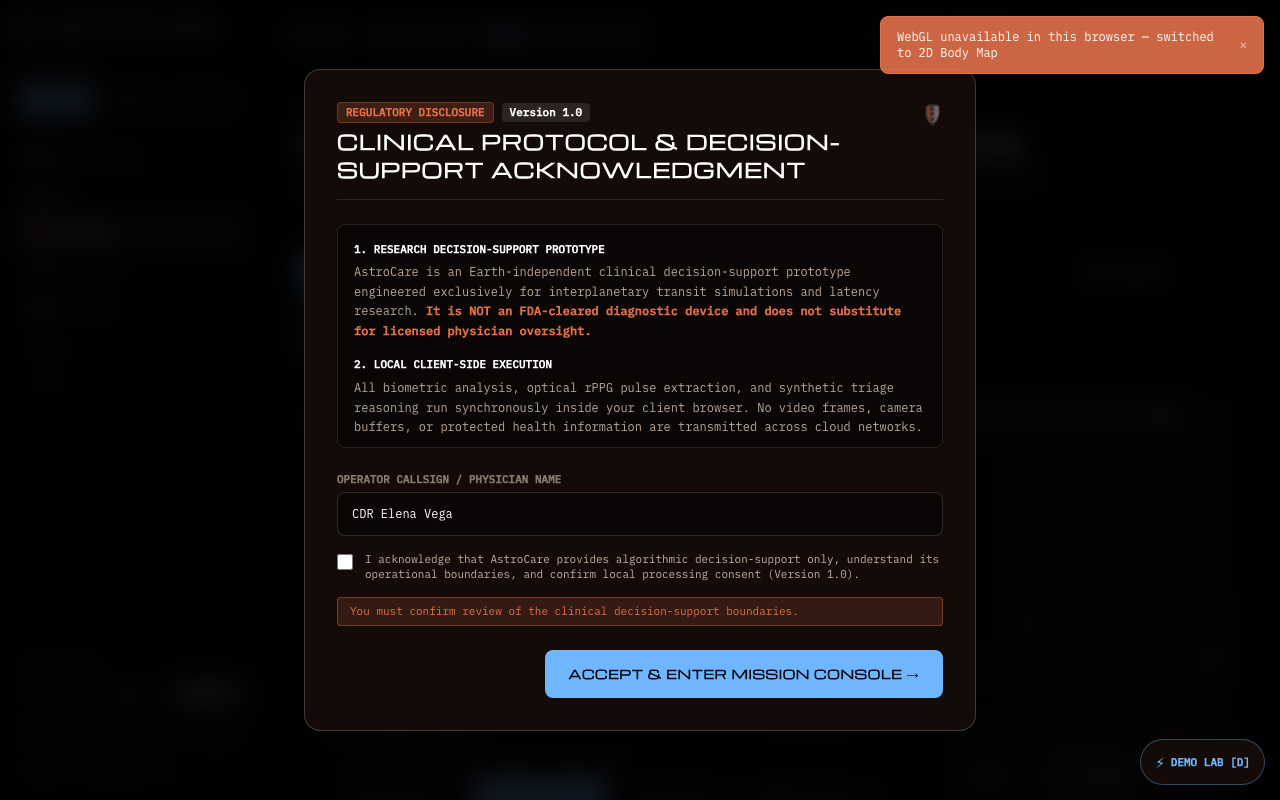 WebGL unavailable in this browser — switched
to 2D Body Map
×
REGULATORY DISCLOSURE
Version 1.0
CLINICAL PROTOCOL & DECISION-
SUPPORT ACKNOWLEDGMENT
1. RESEARCH DECISION-SUPPORT PROTOTYPE
AstroCare is an Earth-independent clinical decision-support prototype
engineered exclusively for interplanetary transit simulations and latency
research. It is NOT an FDA-cleared diagnostic device and does not substitute
for licensed physician oversight.
2. LOCAL CLIENT-SIDE EXECUTION
All biometric analysis, optical rPPG pulse extraction, and synthetic triage
reasoning run synchronously inside your client browser. No video frames, camera
buffers, or protected health information are transmitted across cloud networks.
OPERATOR CALLSIGN / PHYSICIAN NAME
CDR Elena Vega
I acknowledge that AstroCare provides algorithmic decision-support only, understand its
operational boundaries, and confirm local processing consent (Version 1.0).
You must confirm review of the clinical decision-support boundaries.
ACCEPT & ENTER MISSION CONSOLE →
⚡ DEMO LAB [D]